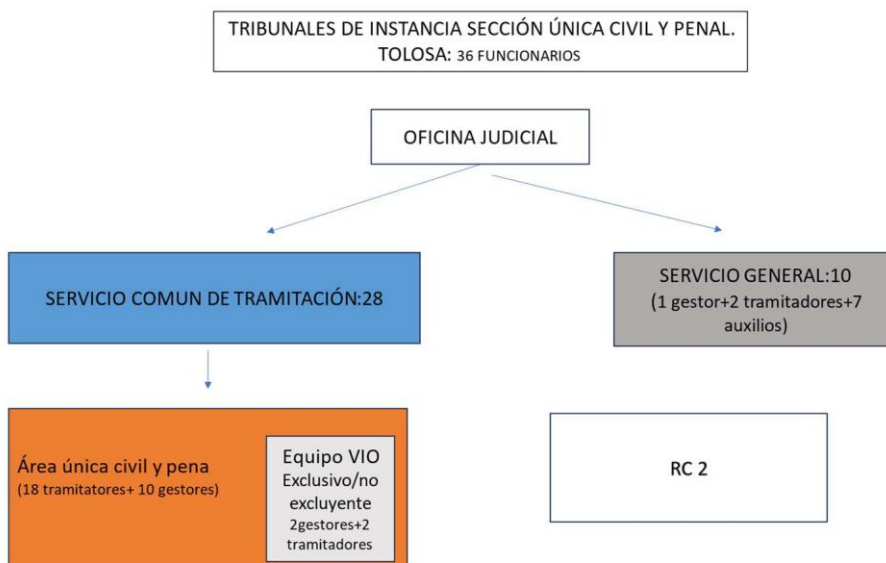 TRIBUNALES DE INSTANCIA SECCIÓN ÚNICA CIVIL Y PENAL.
TOLOSA: 36 FUNCIONARIOS
OFICINA JUDICIAL
SERVICIO COMUN DE TRAMITACIÓN:28
SERVICIO GENERAL:10
(1 gestor+2 tramitadores+7
auxilios)
Área única civil y pena
(18 tramitatores+ 10 gestores)
Equipo VIO
Exclusivo/no
excluyente
2gestores+2
tramitadores
RC 2